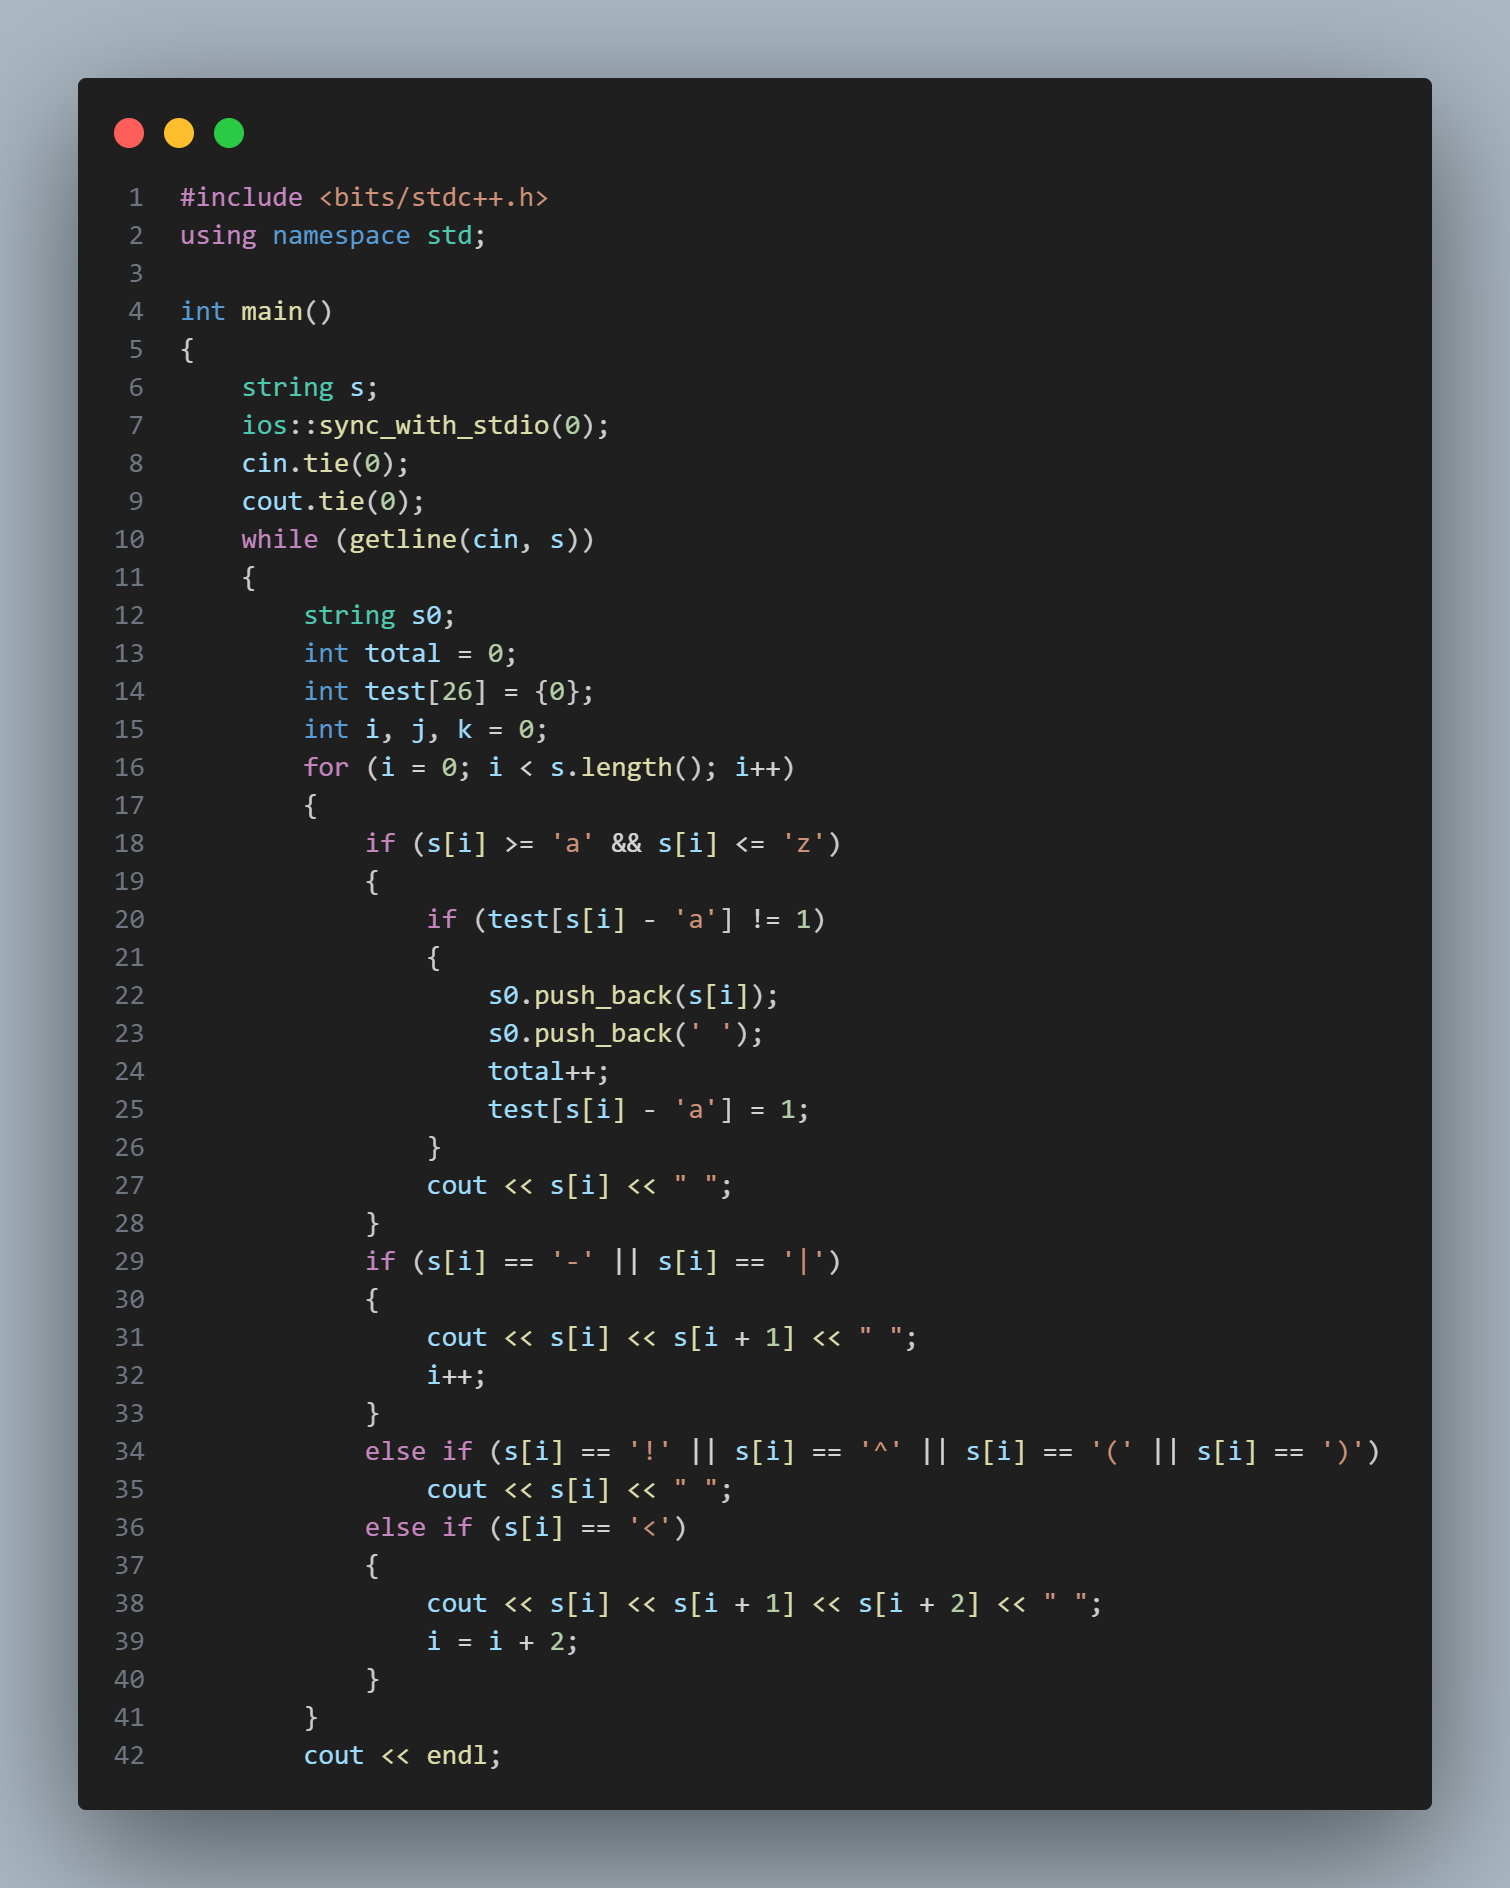 1 #include <bits/stdc++.h>
2 using namespace std;
3
4 int main()
5 {
6     string s;
7     ios::sync_with_stdio(0);
8     cin.tie(0);
9     cout.tie(0);
10     while (getline(cin, s))
11     {
12         string s0;
13         int total = 0;
14         int test[26] = {0};
15         int i, j, k = 0;
16         for (i = 0; i < s.length(); i++)
17         {
18             if (s[i] >= 'a' && s[i] <= 'z')
19             {
20                 if (test[s[i] - 'a'] != 1)
21                 {
22                     s0.push_back(s[i]);
23                     s0.push_back(' ');
24                     total++;
25                     test[s[i] - 'a'] = 1;
26                 }
27                 cout << s[i] << " ";
28             }
29             if (s[i] == '-' || s[i] == '|')
30             {
31                 cout << s[i] << s[i + 1] << " ";
32                 i++;
33             }
34             else if (s[i] == '!' || s[i] == '^' || s[i] == '(' || s[i] == ')')
35                 cout << s[i] << " ";
36             else if (s[i] == '<')
37             {
38                 cout << s[i] << s[i + 1] << s[i + 2] << " ";
39                 i = i + 2;
40             }
41         }
42         cout << endl;